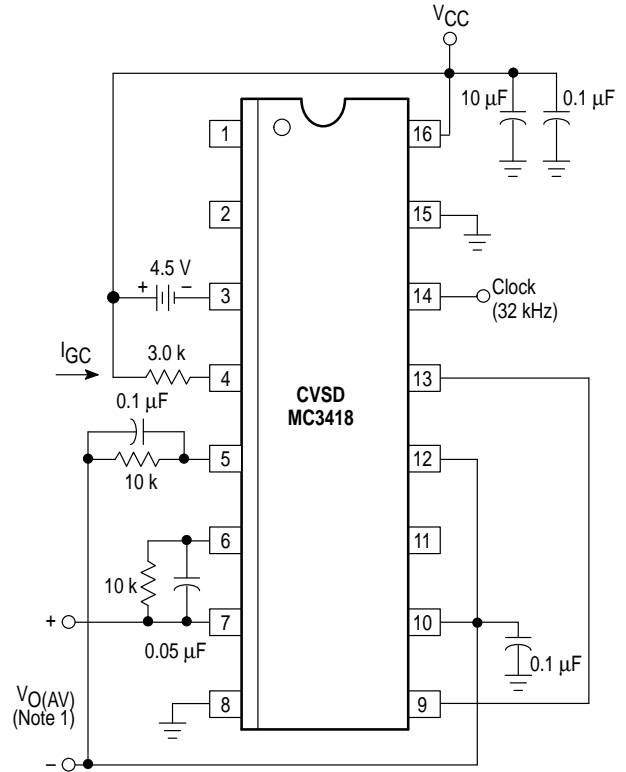 VCC
10 µF
0.1 µF
1
16
2
15
4.5 V
+
−
3
14
Clock
(32 kHz)
IGC
3.0 k
4
13
CVSD
MC3418
0.1 µF
5
12
10 k
6
11
10 k
+
7
10
0.05 µF
0.1 µF
VO(AV)
(Note 1)
8
9
−